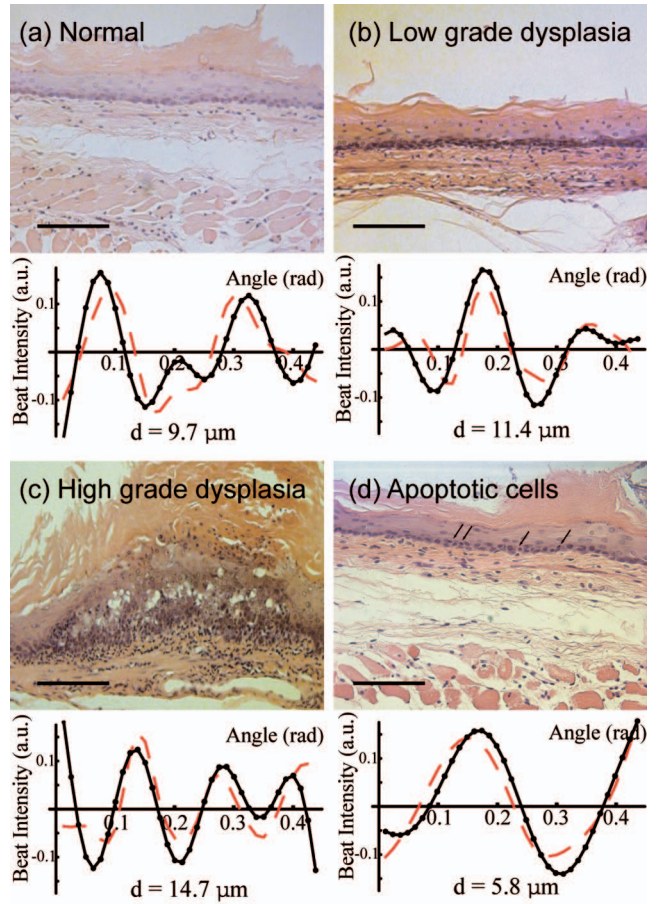 (a) Normal
(b) Low grade dysplasia
Beat Intensity (a.u.)
0.1
-0.1
Angle (rad)
0.1 0.2 0.3 0.4
d = 9.7 μm
Beat Intensity (a.u.)
0.1
-0.1
Angle (rad)
0.1 0.2 0.3 0.4
d = 11.4 μm
(c) High grade dysplasia
(d) Apoptotic cells
Beat Intensity (a.u.)
0.1
-0.1
Angle (rad)
0.1 0.2 0.3 0.4
d = 14.7 μm
Beat Intensity (a.u.)
0.1
-0.1
Angle (rad)
0.1 0.2 0.3 0.4
d = 5.8 μm